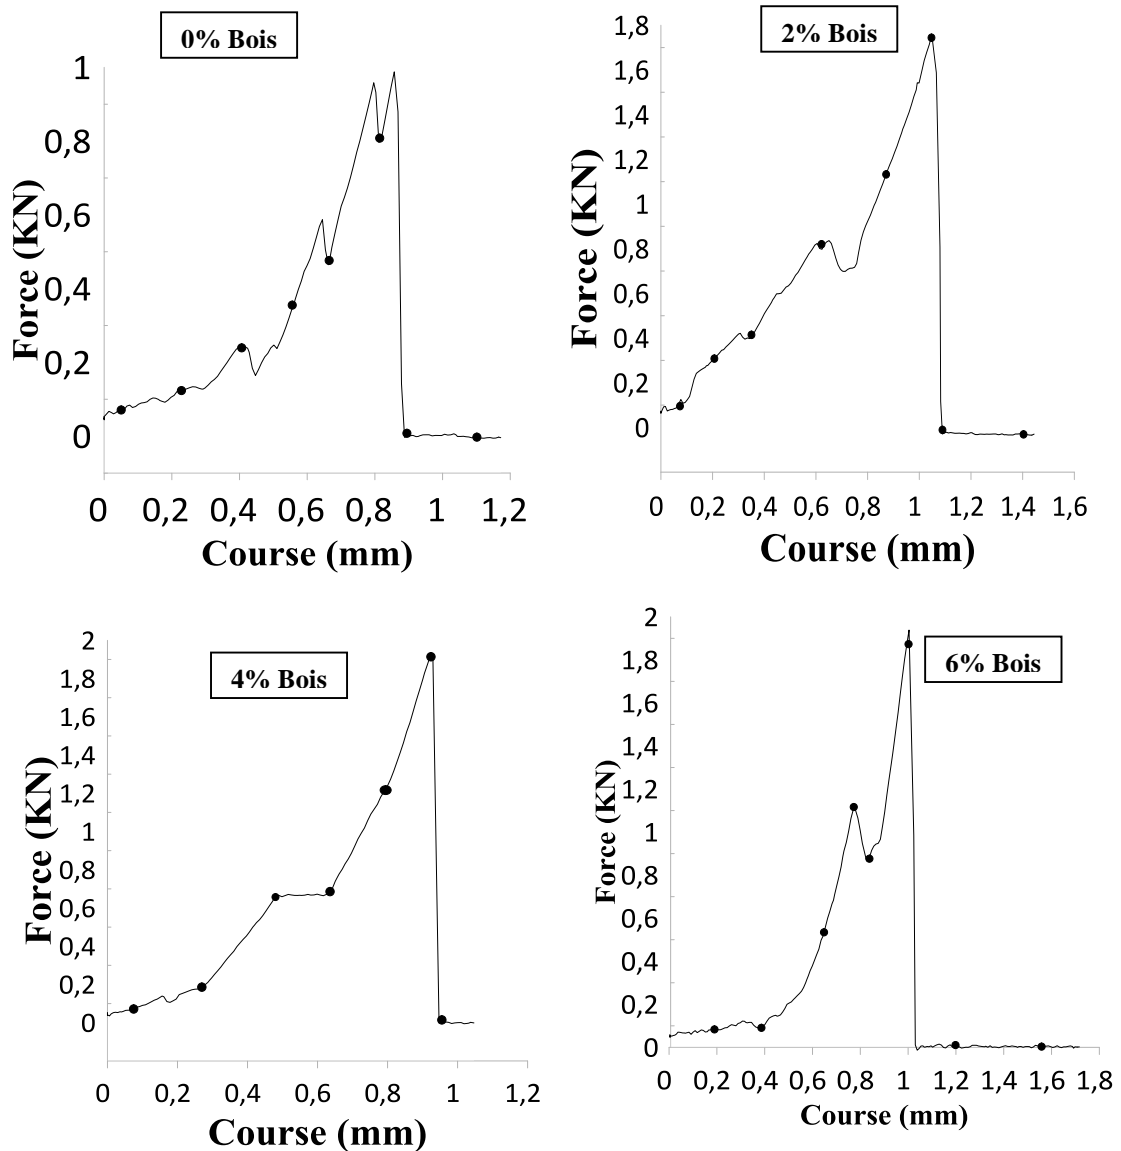 0% Bois
1
0,8
0,6
0,4
0,2
0
Force (KN)
0 0,2 0,4 0,6 0,8 1 1,2
Course (mm)
2% Bois
1,8
1,6
1,4
1,2
1
0,8
0,6
0,4
0,2
0
Force (KN)
0 0,2 0,4 0,6 0,8 1 1,2 1,4 1,6
Course (mm)
4% Bois
2
1,8
1,6
1,4
1,2
1
0,8
0,6
0,4
0,2
0
Force (KN)
0 0,2 0,4 0,6 0,8 1 1,2
Course (mm)
6% Bois
2
1,8
1,6
1,4
1,2
1
0,8
0,6
0,4
0,2
0
Force (KN)
0 0,2 0,4 0,6 0,8 1 1,2 1,4 1,6 1,8
Course (mm)